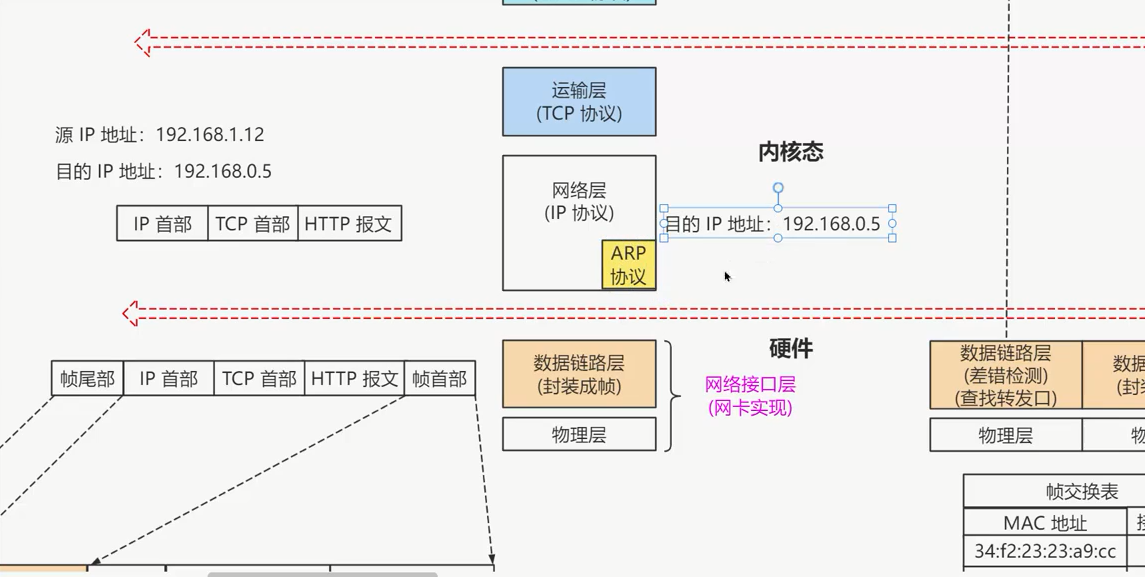 运输层
(TCP 协议)
源 IP 地址：192.168.1.12
目的 IP 地址：192.168.0.5
内核态
网络层
(IP 协议)
IP 首部 TCP 首部 HTTP 报文
目的 IP 地址：192.168.0.5
ARP
协议
硬件
数据链路层
(封装成帧)
网络接口层
(网卡实现)
帧尾部 IP 首部 TCP 首部 HTTP 报文 帧首部
物理层
数据链路层
(差错检测)
(查找转发口)
物理层
帧交换表
MAC 地址
34:f2:23:23:a9:cc